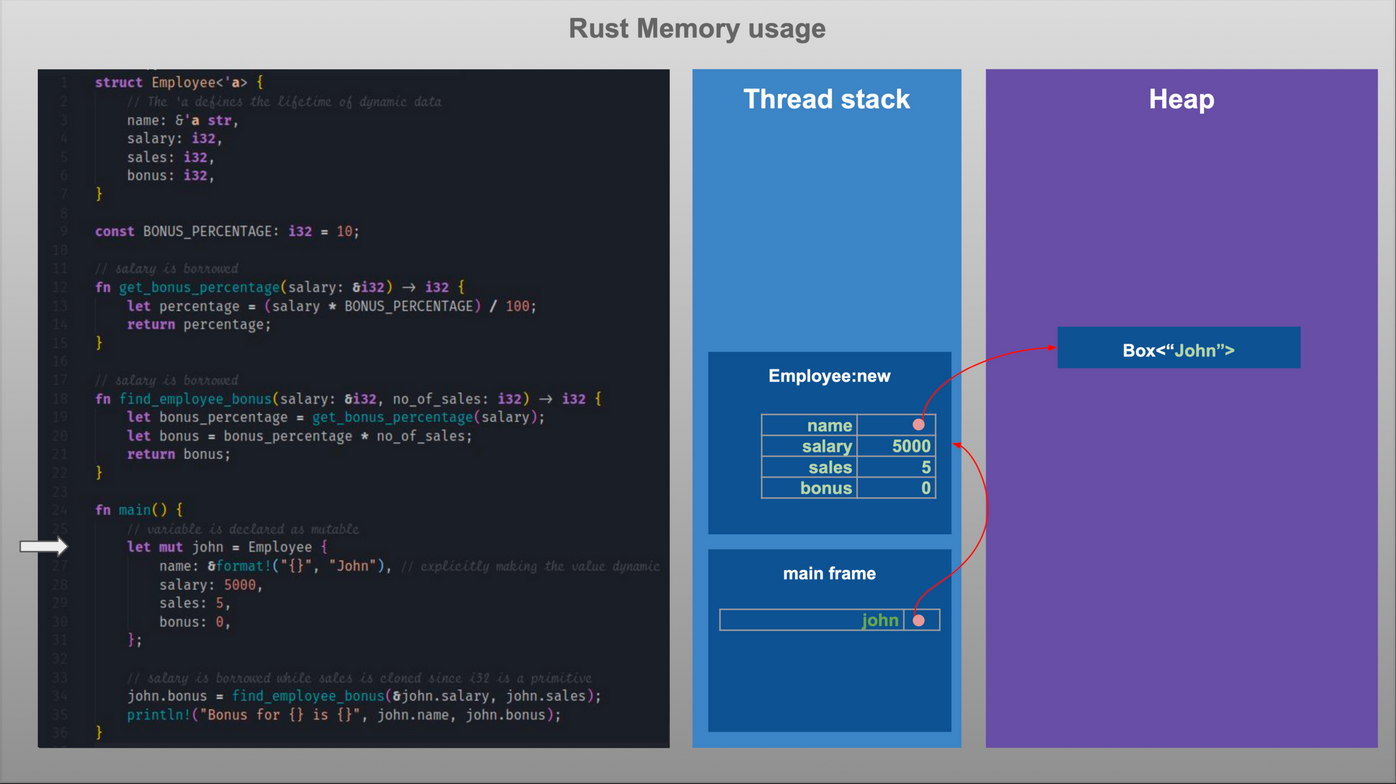 Rust Memory usage
1 struct Employee<'a> {
2 // The 'a defines the lifetime of dynamic data
3 name: &'a str,
4 salary: i32,
5 sales: i32,
6 bonus: i32,
7 }
8
9 const BONUS_PERCENTAGE: i32 = 10;
10
11 // salary is borrowed
12 fn get_bonus_percentage(salary: &i32) → i32 {
13 let percentage = (salary * BONUS_PERCENTAGE) / 100;
14 return percentage;
15 }
16
17 // salary is borrowed
18 fn find_employee_bonus(salary: &i32, no_of_sales: i32) → i32 {
19 let bonus_percentage = get_bonus_percentage(salary);
20 let bonus = bonus_percentage * no_of_sales;
21 return bonus;
22 }
23
24 fn main() {
25 // variable is declared as mutable
let mut john = Employee {
27 name: &format!("{}", "John"), // explicitly making the value dynamic
28 salary: 5000,
29 sales: 5,
30 bonus: 0,
31 };
32
33 // salary is borrowed while sales is cloned since i32 is a primitive
34 john.bonus = find_employee_bonus(&john.salary, john.sales);
35 println!("Bonus for {} is {}", john.name, john.bonus);
36 }
Thread stack
Employee:new
name
salary 5000
sales 5
bonus 0
main frame
john
Heap
Box<“John”>